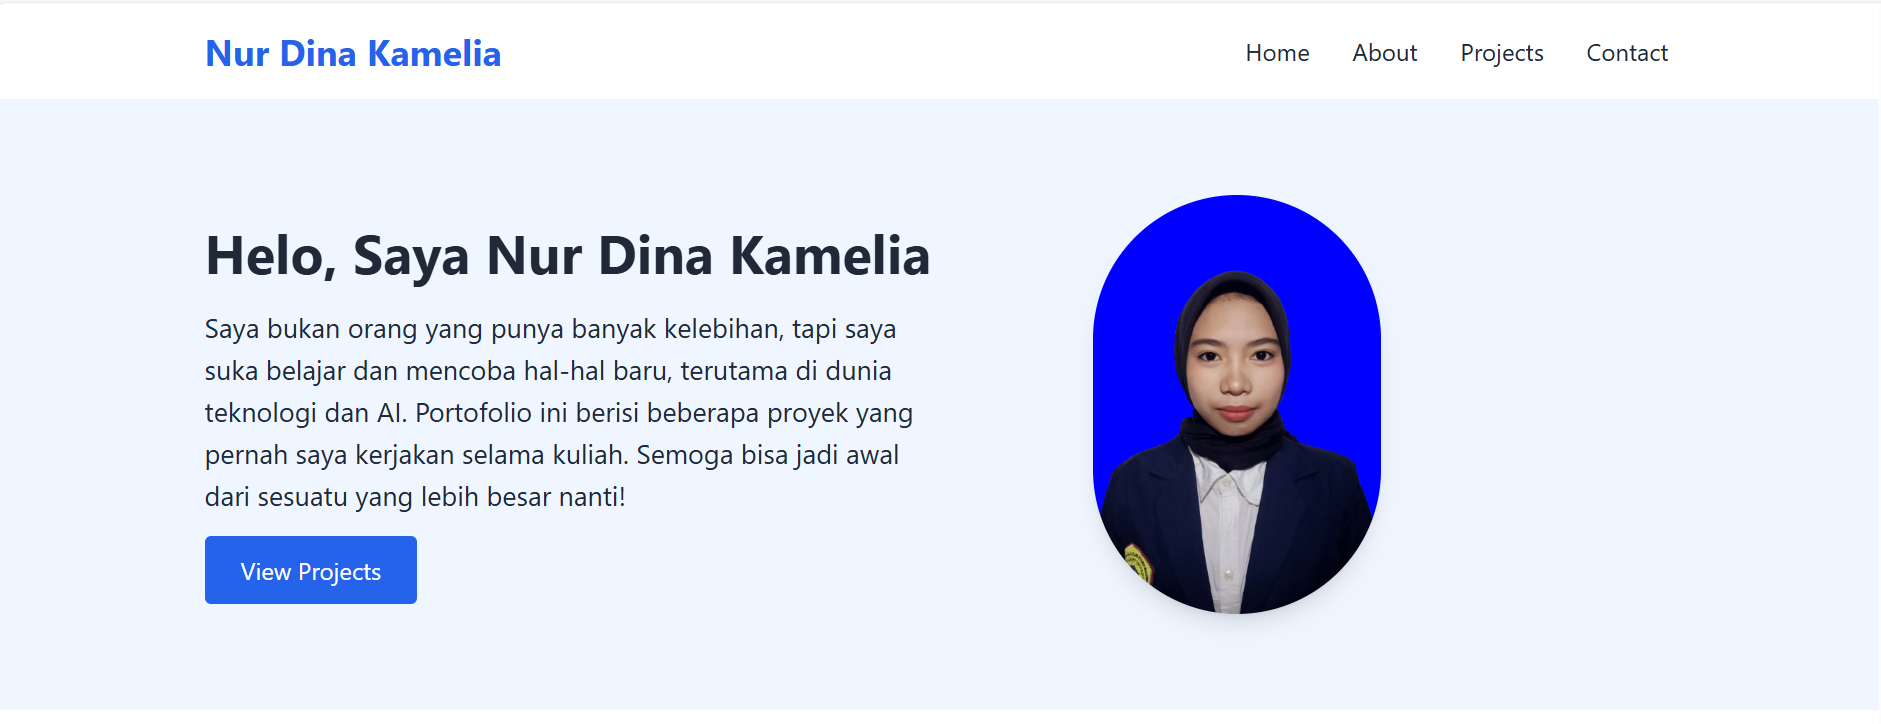 Nur Dina Kamelia
Home About Projects Contact
Helo, Saya Nur Dina Kamelia
Saya bukan orang yang punya banyak kelebihan, tapi saya
suka belajar dan mencoba hal-hal baru, terutama di dunia
teknologi dan AI. Portofolio ini berisi beberapa proyek yang
pernah saya kerjakan selama kuliah. Semoga bisa jadi awal
dari sesuatu yang lebih besar nanti!
View Projects